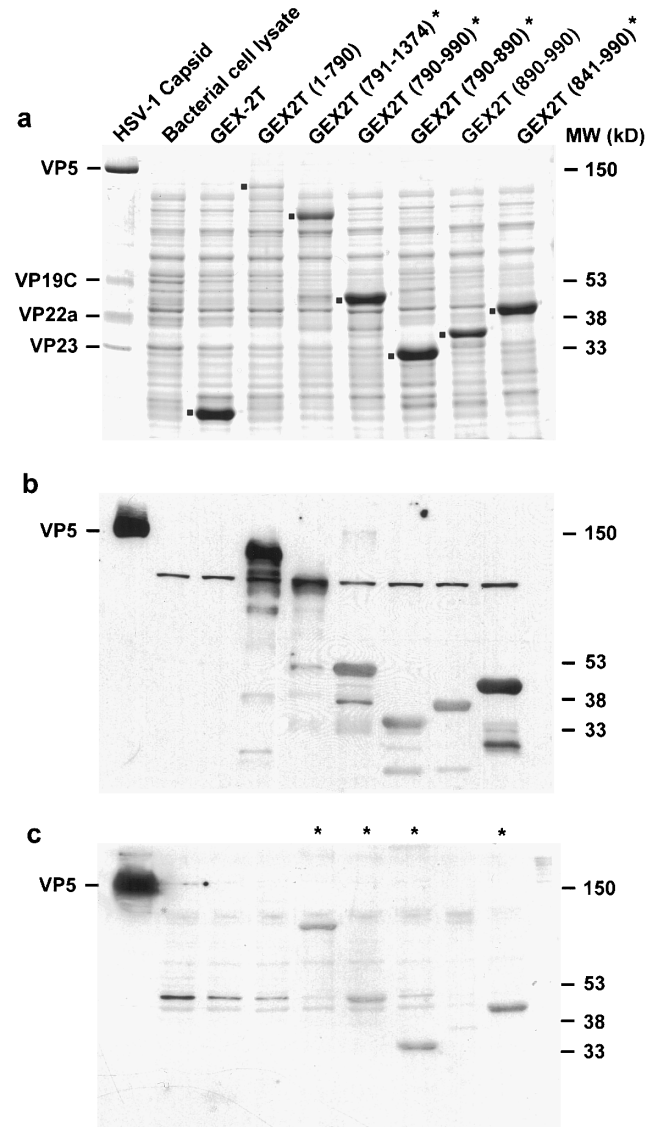 HSV-1 Capsid
Bacterial cell lysate
GEX-2T
GEX2T (1-790)
GEX2T (791-1374)*
GEX2T (790-990)*
GEX2T (790-890)*
GEX2T (890-990)
GEX2T (841-990)*
a
MW (kD)
VP5
150
VP19C
53
VP22a
38
VP23
33
b
VP5
150
53
38
33
c
* * * *
VP5
150
53
38
33